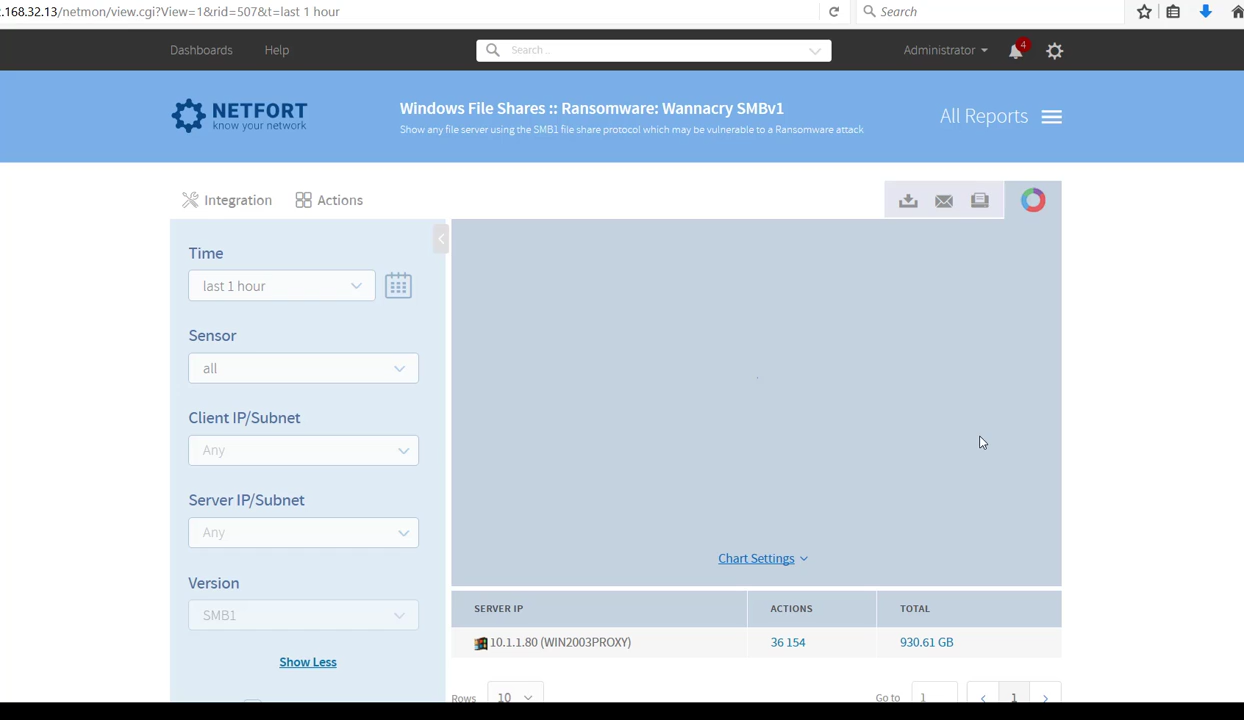 .168.32.13/netmon/view.cgi?View=1&rid=507&t=last 1 hour
Search
Dashboards Help Search .. Administrator 4
NETFORT
know your network
Windows File Shares :: Ransomware: Wannacry SMBv1
Show any file server using the SMB1 file share protocol which may be vulnerable to a Ransomware attack
All Reports
Integration Actions
Time
last 1 hour
Sensor
all
Client IP/Subnet
Any
Server IP/Subnet
Any
Version
SMB1
Show Less
Chart Settings
SERVER IP ACTIONS TOTAL
10.1.1.80 (WIN2003PROXY) 36 154 930.61 GB
Rows 10 Go to 1 < 1 >